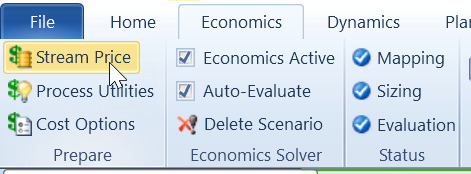 File Home Economics Dynamics
Stream Price Economics Active Mapping
Process Utilities Auto-Evaluate Sizing
Cost Options Delete Scenario Evaluation
Prepare Economics Solver Status